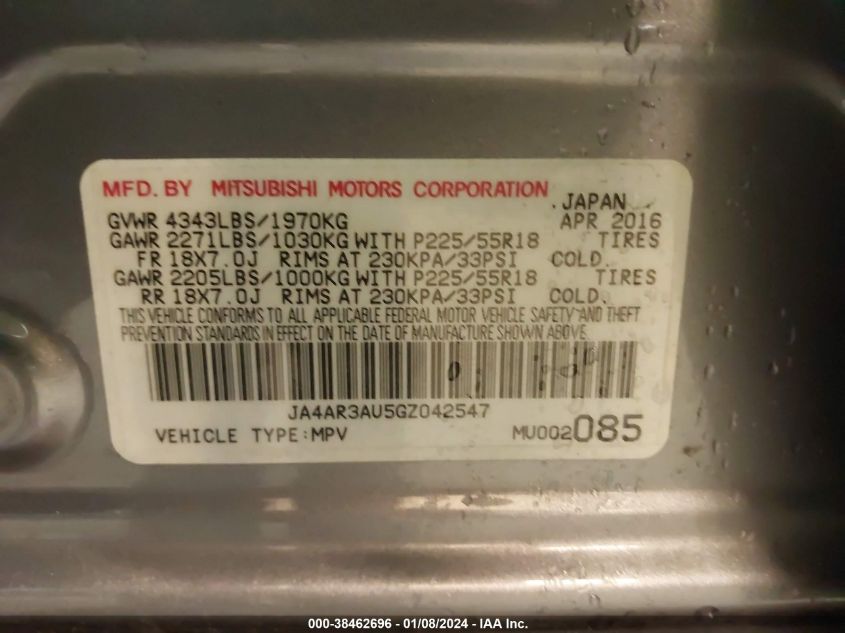 MFD. BY MITSUBISHI MOTORS CORPORATION
JAPAN
GVWR 4343LBS/1970KG APR 2016
GAWR 2271LBS/1030KG WITH P225/55R18 TIRES
FR 18X7.0J RIMS AT 230KPA/33PSI COLD.
GAWR 2205LBS/1000KG WITH P225/55R18 TIRES
RR 18X7.0J RIMS AT 230KPA/33PSI COLD.
THIS VEHICLE CONFORMS TO ALL APPLICABLE FEDERAL MOTOR VEHICLE SAFETY AND THEFT
PREVENTION STANDARDS IN EFFECT ON THE DATE OF MANUFACTURE SHOWN ABOVE.
JA4AR3AU5GZ042547
VEHICLE TYPE:MPV MU002085
000-38462696 - 01/08/2024 - IAA Inc.